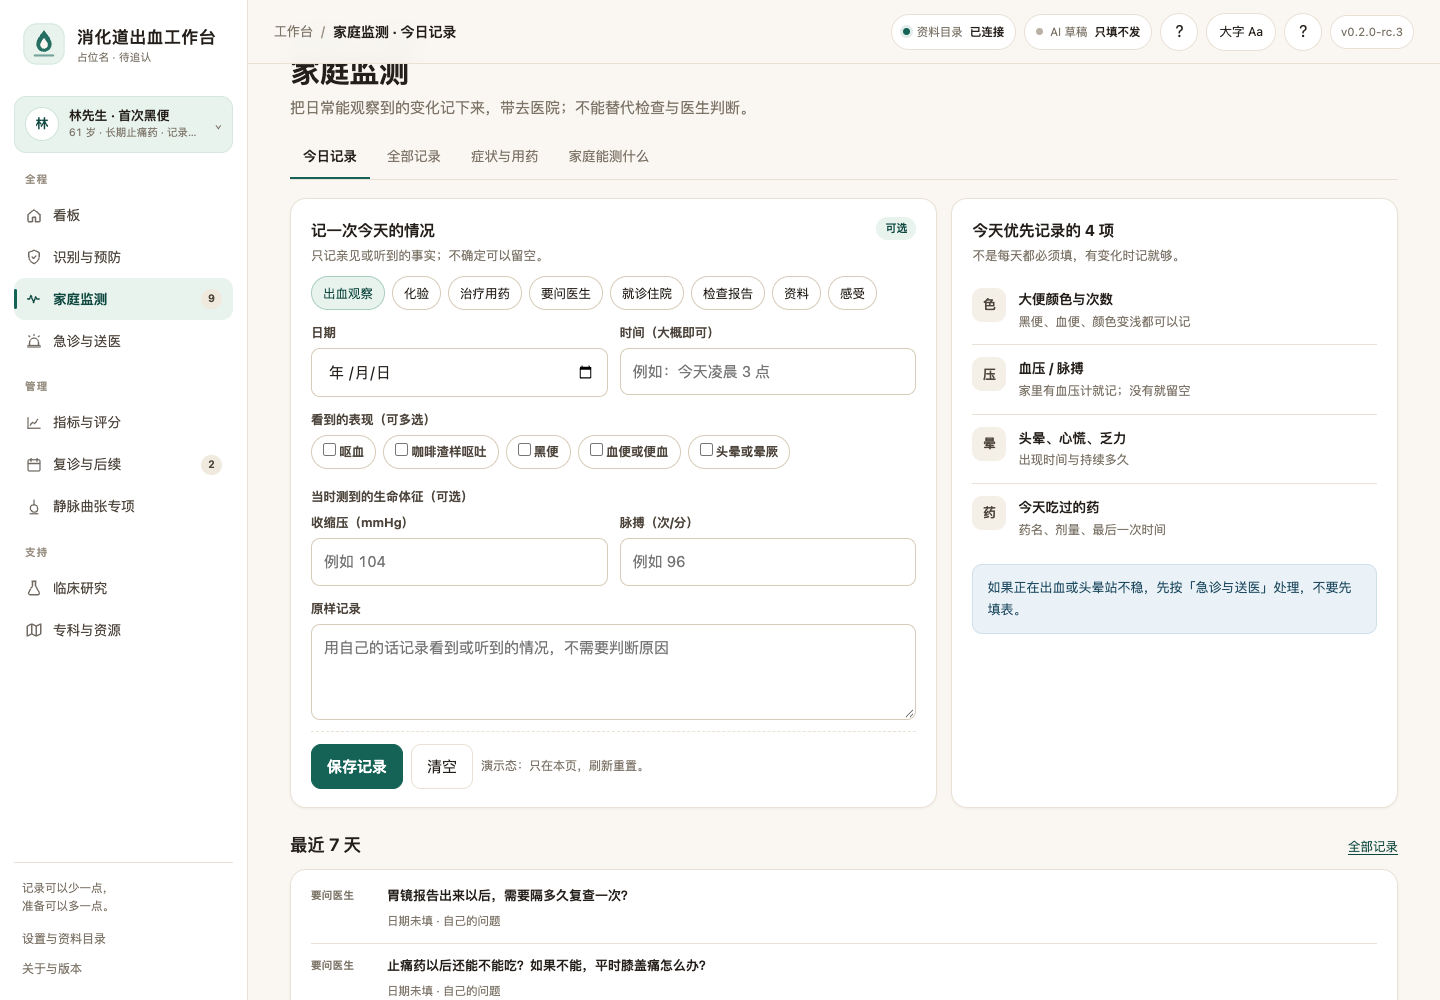 消化道出血工作台
占位名 · 待追认
林
林先生 · 首次黑便
61 岁 · 长期止痛药 · 记录...
全程
看板
识别与预防
家庭监测
9
急诊与送医
管理
指标与评分
复诊与后续
2
静脉曲张专项
支持
临床研究
专科与资源
记录可以少一点，
准备可以多一点。
设置与资料目录
关于与版本
工作台 / 家庭监测 · 今日记录
资料目录 已连接
AI 草稿 只填不发
?
大字 Aa
?
v0.2.0-rc.3
家庭监测
把日常能观察到的变化记下来，带去医院；不能替代检查与医生判断。
今日记录
全部记录
症状与用药
家庭能测什么
记一次今天的情况
可选
只记亲见或听到的事实；不确定可以留空。
出血观察
化验
治疗用药
要问医生
就诊住院
检查报告
资料
感受
日期
时间（大概即可）
年 /月/日
例如：今天凌晨 3 点
看到的表现（可多选）
呕血
咖啡渣样呕吐
黑便
血便或便血
头晕或晕厥
当时测到的生命体征（可选）
收缩压（mmHg）
脉搏（次/分）
例如 104
例如 96
原样记录
用自己的话记录看到或听到的情况，不需要判断原因
保存记录
清空
演示态：只在本页，刷新重置。
今天优先记录的 4 项
不是每天都必须填，有变化时记就够。
色
大便颜色与次数
黑便、血便、颜色变浅都可以记
压
血压 / 脉搏
家里有血压计就记；没有就留空
晕
头晕、心慌、乏力
出现时间与持续多久
药
今天吃过的药
药名、剂量、最后一次时间
如果正在出血或头晕站不稳，先按「急诊与送医」处理，不要先
填表。
最近 7 天
全部记录
要问医生
胃镜报告出来以后，需要隔多久复查一次？
日期未填 · 自己的问题
要问医生
止痛药以后还能不能吃？如果不能，平时膝盖痛怎么办？
日期未填 · 自己的问题